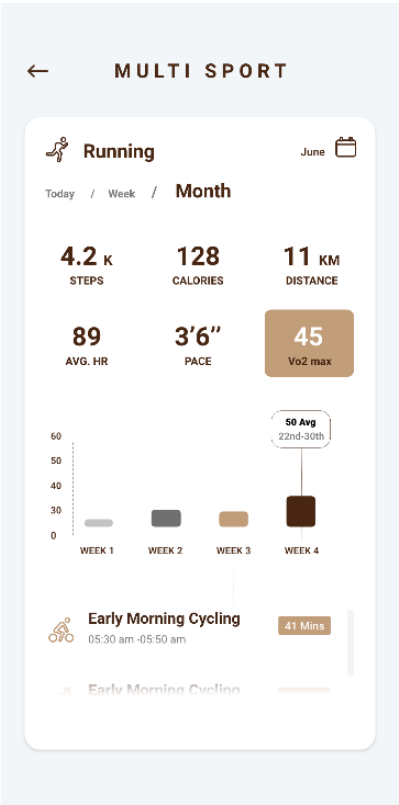 ←
MULTI SPORT
Running
June
Today / Week / Month
4.2 K
STEPS
128
CALORIES
11 KM
DISTANCE
89
AVG. HR
3’6’’
PACE
45
Vo2 max
50 Avg
22nd-30th
60
50
40
30
0
WEEK 1
WEEK 2
WEEK 3
WEEK 4
Early Morning Cycling
41 Mins
05:30 am -05:50 am
Early Morning Cycling